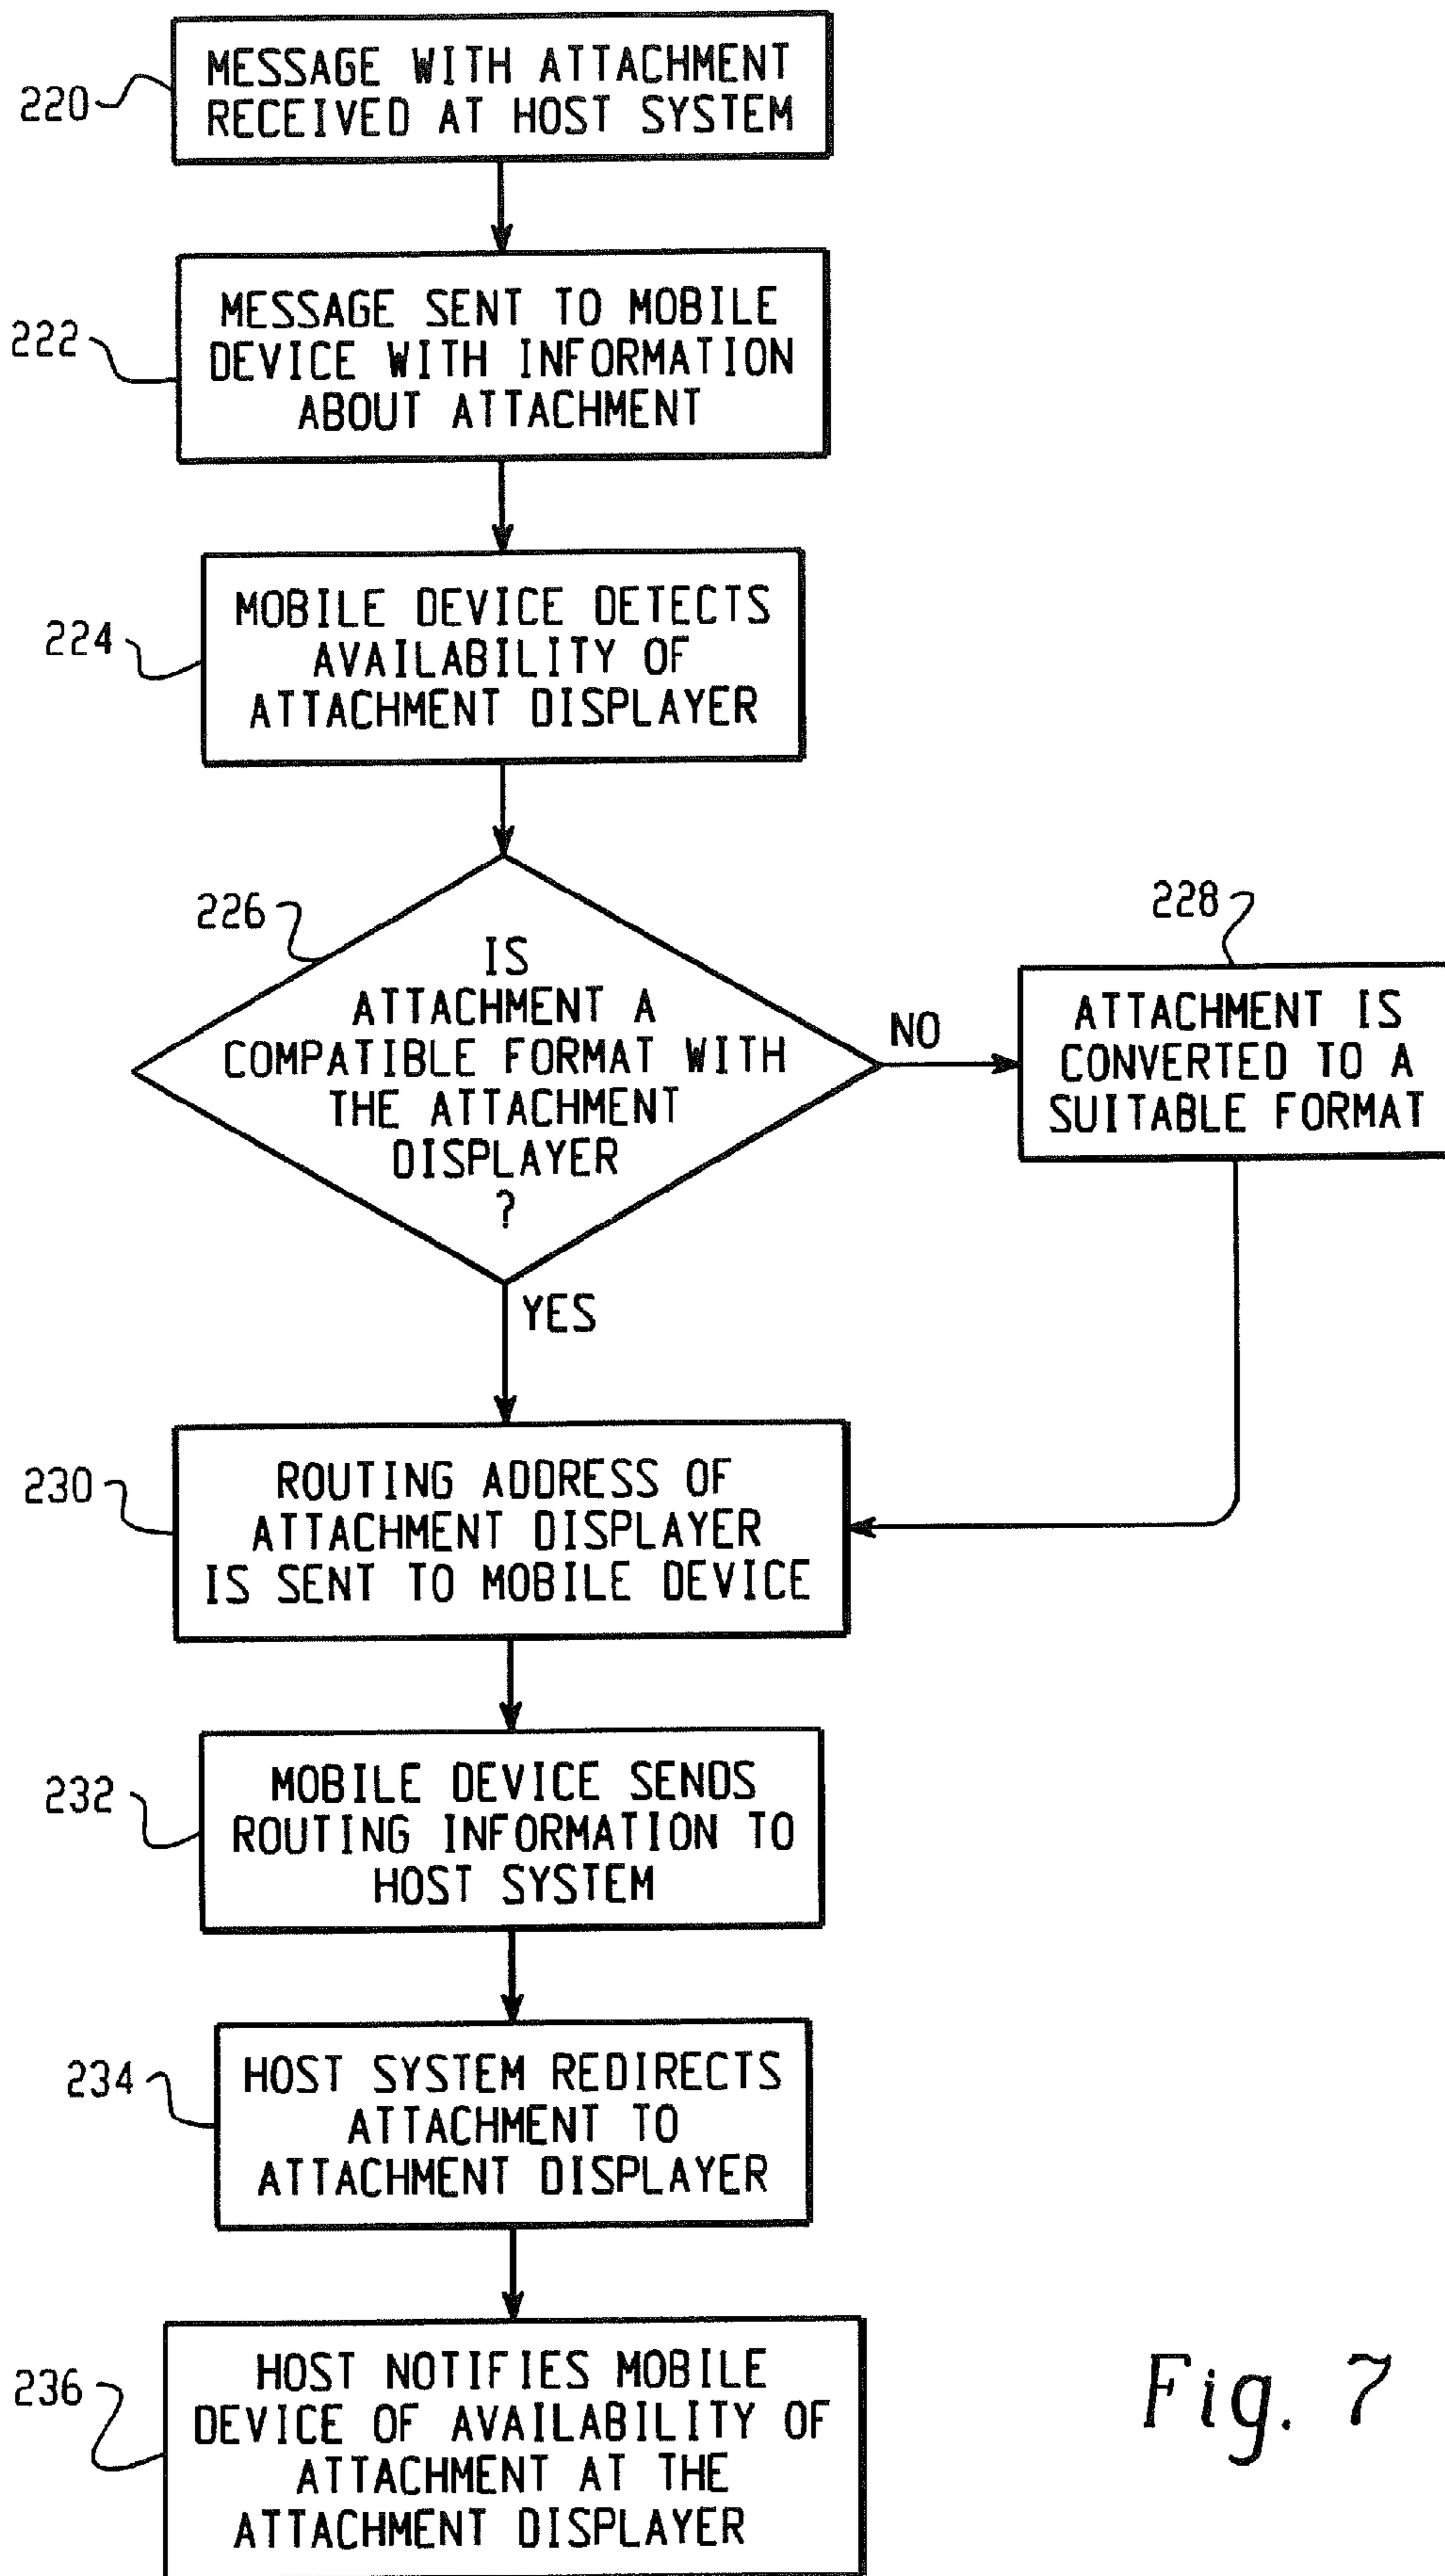 220
MESSAGE WITH ATTACHMENT
RECEIVED AT HOST SYSTEM
222
MESSAGE SENT TO MOBILE
DEVICE WITH INFORMATION
ABOUT ATTACHMENT
224
MOBILE DEVICE DETECTS
AVAILABILITY OF
ATTACHMENT DISPLAYER
226
IS
ATTACHMENT A
COMPATIBLE FORMAT WITH
THE ATTACHMENT
DISPLAYER
?
NO
228
ATTACHMENT IS
CONVERTED TO A
SUITABLE FORMAT
YES
230
ROUTING ADDRESS OF
ATTACHMENT DISPLAYER
IS SENT TO MOBILE DEVICE
232
MOBILE DEVICE SENDS
ROUTING INFORMATION TO
HOST SYSTEM
234
HOST SYSTEM REDIRECTS
ATTACHMENT TO
ATTACHMENT DISPLAYER
236
HOST NOTIFIES MOBILE
DEVICE OF AVAILABILITY OF
ATTACHMENT AT THE
ATTACHMENT DISPLAYER
Fig. 7